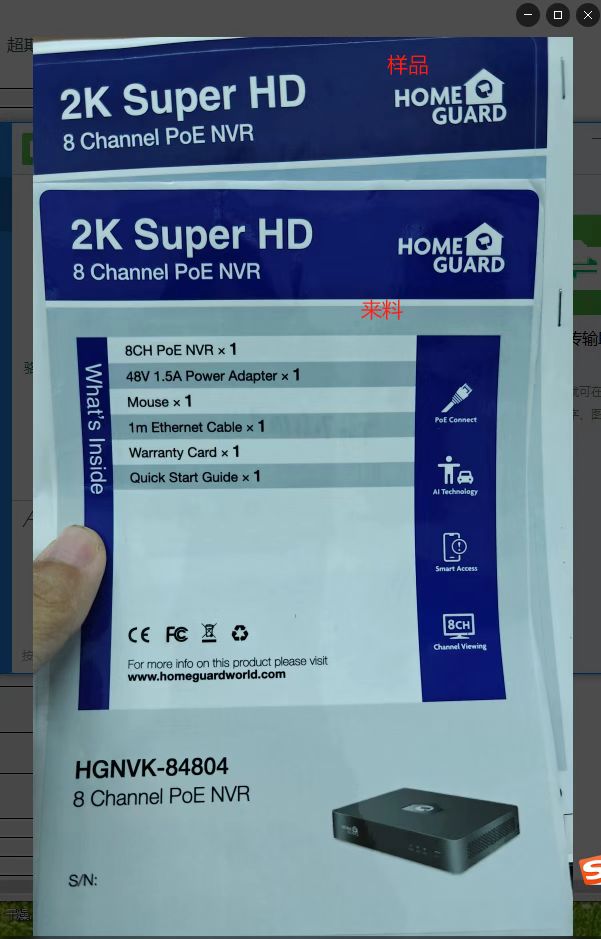 样品
2K Super HD
8 Channel PoE NVR
HOME
GUARD
2K Super HD
8 Channel PoE NVR
HOME
GUARD
来料
What's Inside
8CH PoE NVR × 1
48V 1.5A Power Adapter × 1
Mouse × 1
1m Ethernet Cable × 1
Warranty Card × 1
Quick Start Guide × 1
PoE Connect
AI Technology
Smart Access
8CH
Channel Viewing
CE FC
For more info on this product please visit
www.homeguardworld.com
HGNVK-84804
8 Channel PoE NVR
HOME GUARD
S/N: